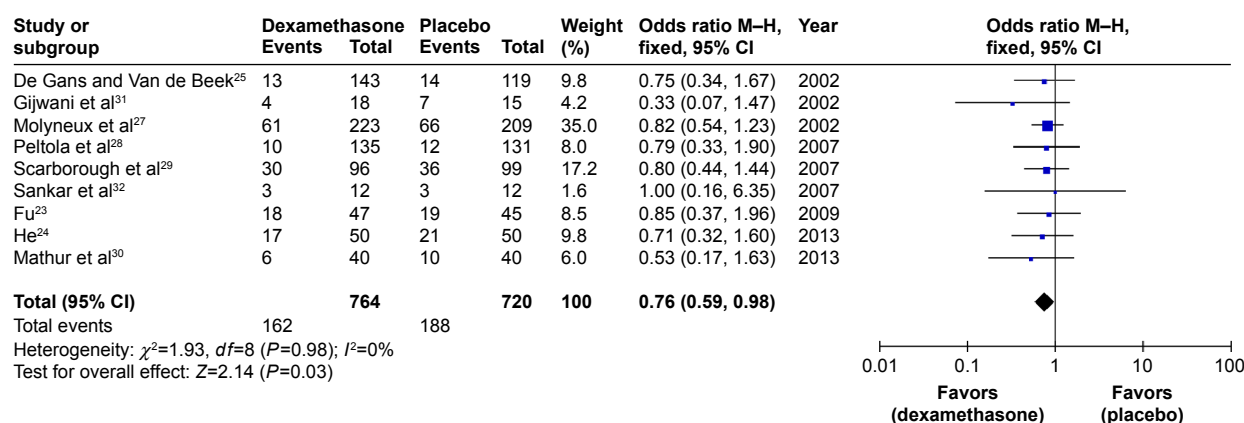 Study or subgroup Dexamethasone Placebo Weight (%) Odds ratio M–H, fixed, 95% CI Year Odds ratio M–H, fixed, 95% CI
Events Total Events Total
De Gans and Van de Beek25 13 143 14 119 9.8 0.75 (0.34, 1.67) 2002
Gijwani et al31 4 18 7 15 4.2 0.33 (0.07, 1.47) 2002
Molyneux et al27 61 223 66 209 35.0 0.82 (0.54, 1.23) 2002
Peltola et al28 10 135 12 131 8.0 0.79 (0.33, 1.90) 2007
Scarborough et al29 30 96 36 99 17.2 0.80 (0.44, 1.44) 2007
Sankar et al32 3 12 3 12 1.6 1.00 (0.16, 6.35) 2007
Fu23 18 47 19 45 8.5 0.85 (0.37, 1.96) 2009
He24 17 50 21 50 9.8 0.71 (0.32, 1.60) 2013
Mathur et al30 6 40 10 40 6.0 0.53 (0.17, 1.63) 2013
Total (95% CI) 764 720 100 0.76 (0.59, 0.98)
Total events 162 188
Heterogeneity: χ²=1.93, df=8 (P=0.98); I²=0%
Test for overall effect: Z=2.14 (P=0.03)
0.01 0.1 1 10 100
Favors (dexamethasone) Favors (placebo)